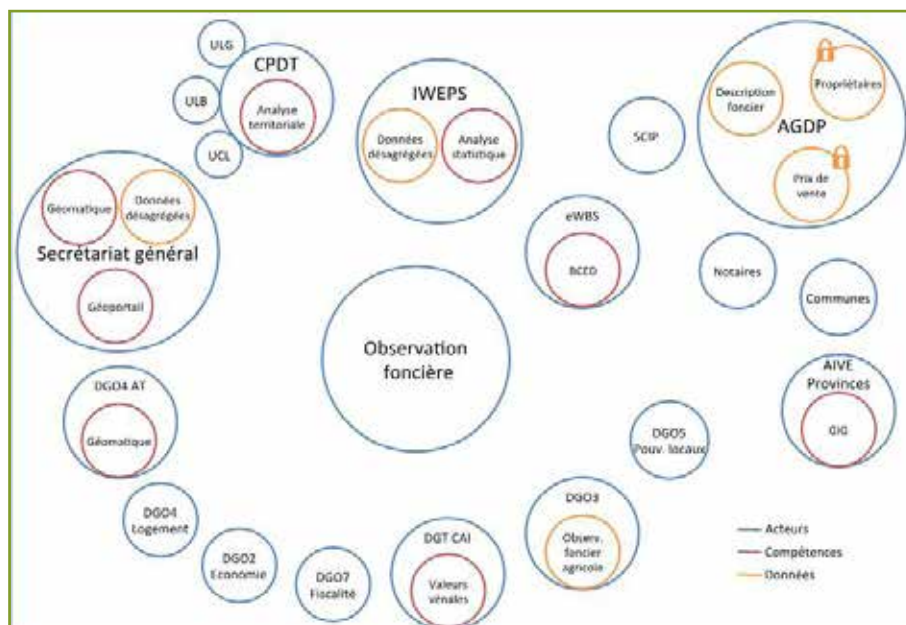 ULG
CPDT
ULB
Analyse
territoriale
UCL
IWEPS
Données
désagrégées
Analyse
statistique
SCIP
Description
foncier
Propriétaires
AGDP
Prix de
vente
Géomatique
Données
désagrégées
Secrétariat général
Géoportail
eWBS
BCED
Notaires
Communes
Observation
foncière
DGO4 AT
Géomatique
AIVE
Provinces
GIG
DGO5
Pouv. locaux
DGO4
Logement
DGO2
Economie
DGO7
Fiscalité
DGT CAI
Valeurs
vénales
DGO3
Observ.
foncier
agricole
Acteurs
Compétences
Données